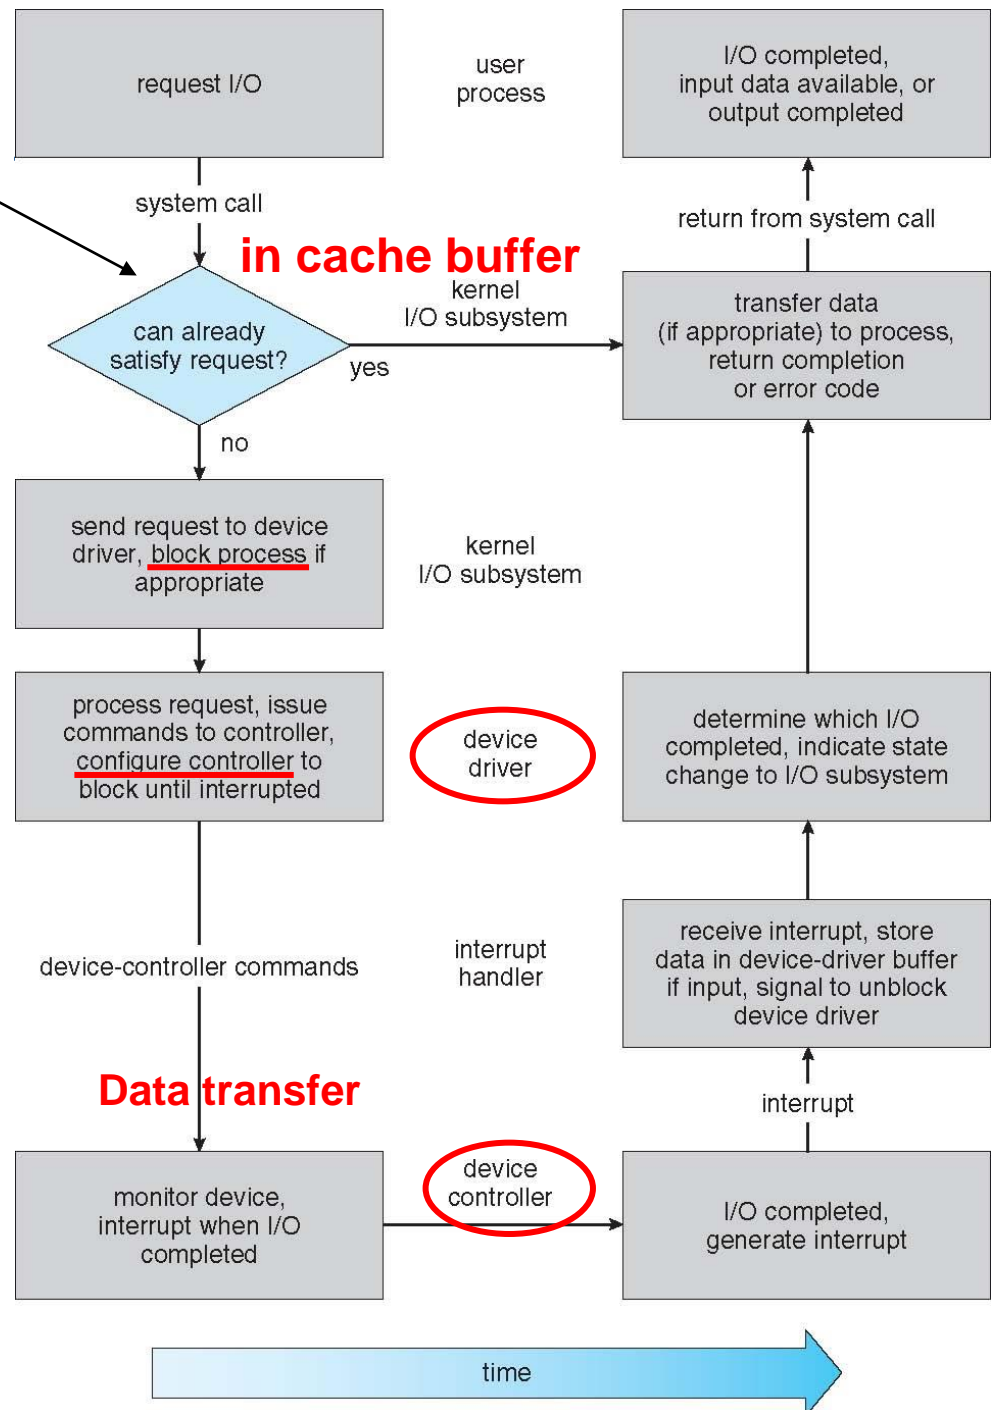 request I/O
user
process
I/O completed,
input data available, or
output completed
system call
return from system call
in cache buffer
kernel
I/O subsystem
can already
satisfy request?
yes
transfer data
(if appropriate) to process,
return completion
or error code
no
send request to device
driver, block process if
appropriate
kernel
I/O subsystem
process request, issue
commands to controller,
configure controller to
block until interrupted
device
driver
determine which I/O
completed, indicate state
change to I/O subsystem
device-controller commands
interrupt
handler
receive interrupt, store
data in device-driver buffer
if input, signal to unblock
device driver
Data transfer
interrupt
monitor device,
interrupt when I/O
completed
device
controller
I/O completed,
generate interrupt
time